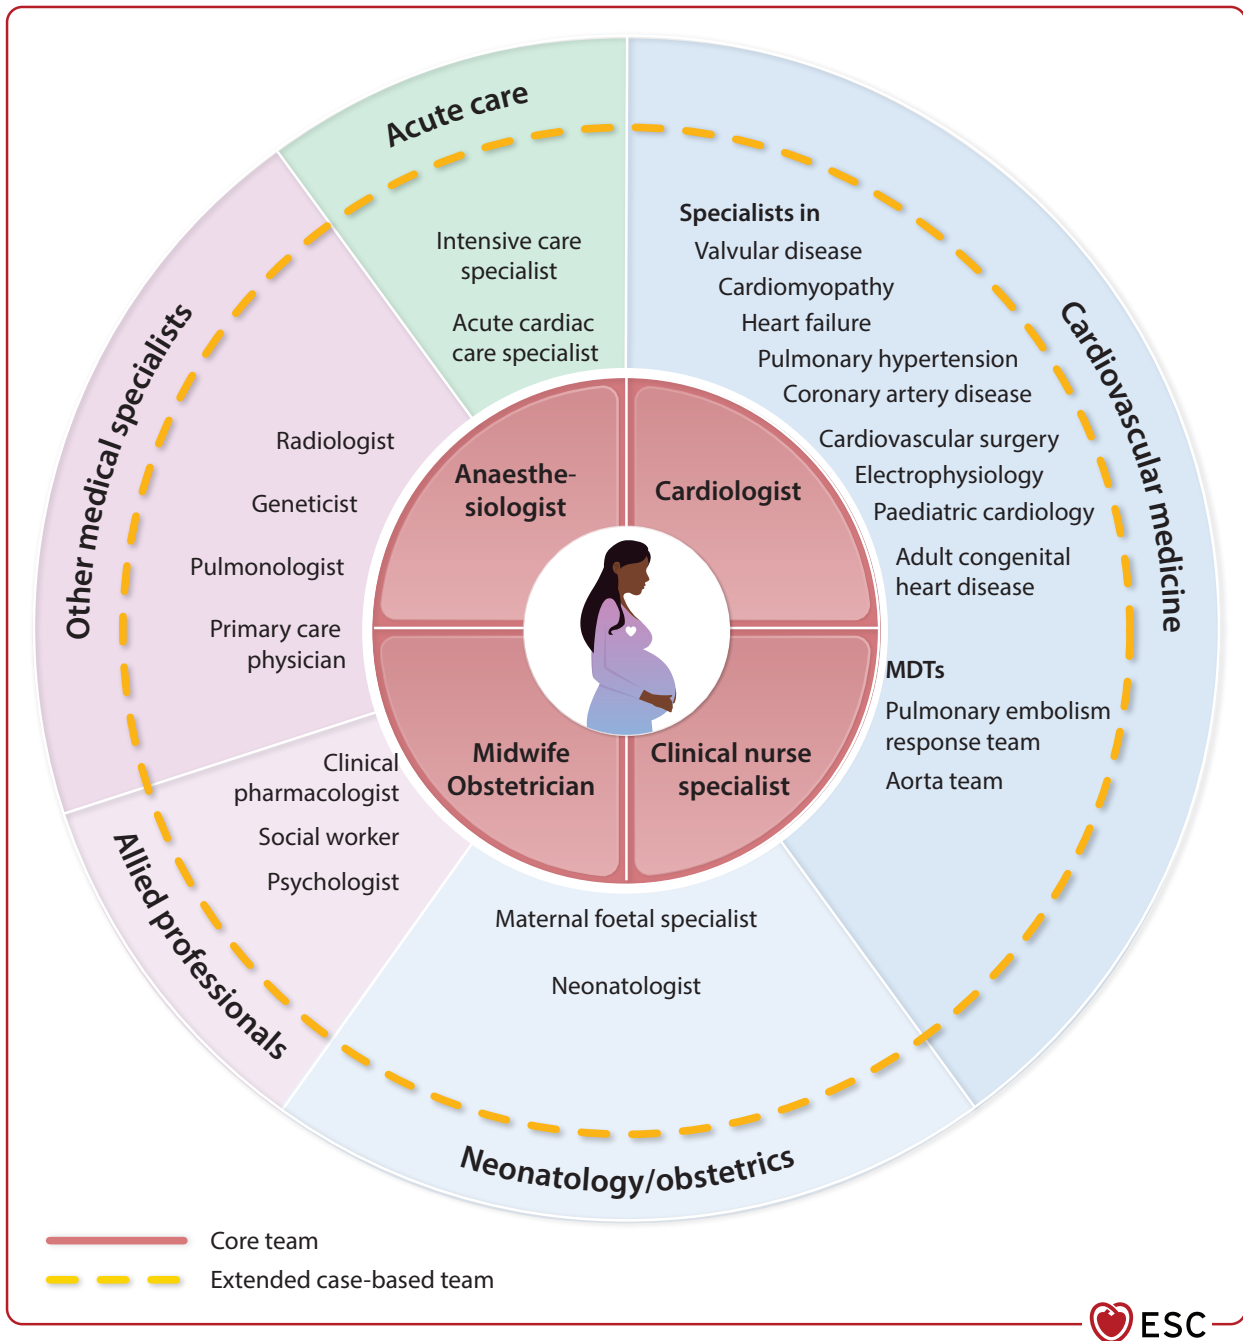 Acute care
Intensive care
specialist
Acute cardiac
care specialist
Cardiovascular medicine
Specialists in
Valvular disease
Cardiomyopathy
Heart failure
Pulmonary hypertension
Coronary artery disease
Cardiovascular surgery
Electrophysiology
Paediatric cardiology
Adult congenital
heart disease
MDTs
Pulmonary embolism
response team
Aorta team
Other medical specialists
Radiologist
Geneticist
Pulmonologist
Primary care
physician
Anaesthe-
siologist
Cardiologist
Midwife
Obstetrician
Clinical nurse
specialist
Allied professionals
Clinical
pharmacologist
Social worker
Psychologist
Maternal foetal specialist
Neonatologist
Neonatology/obstetrics
Core team
Extended case-based team
ESC